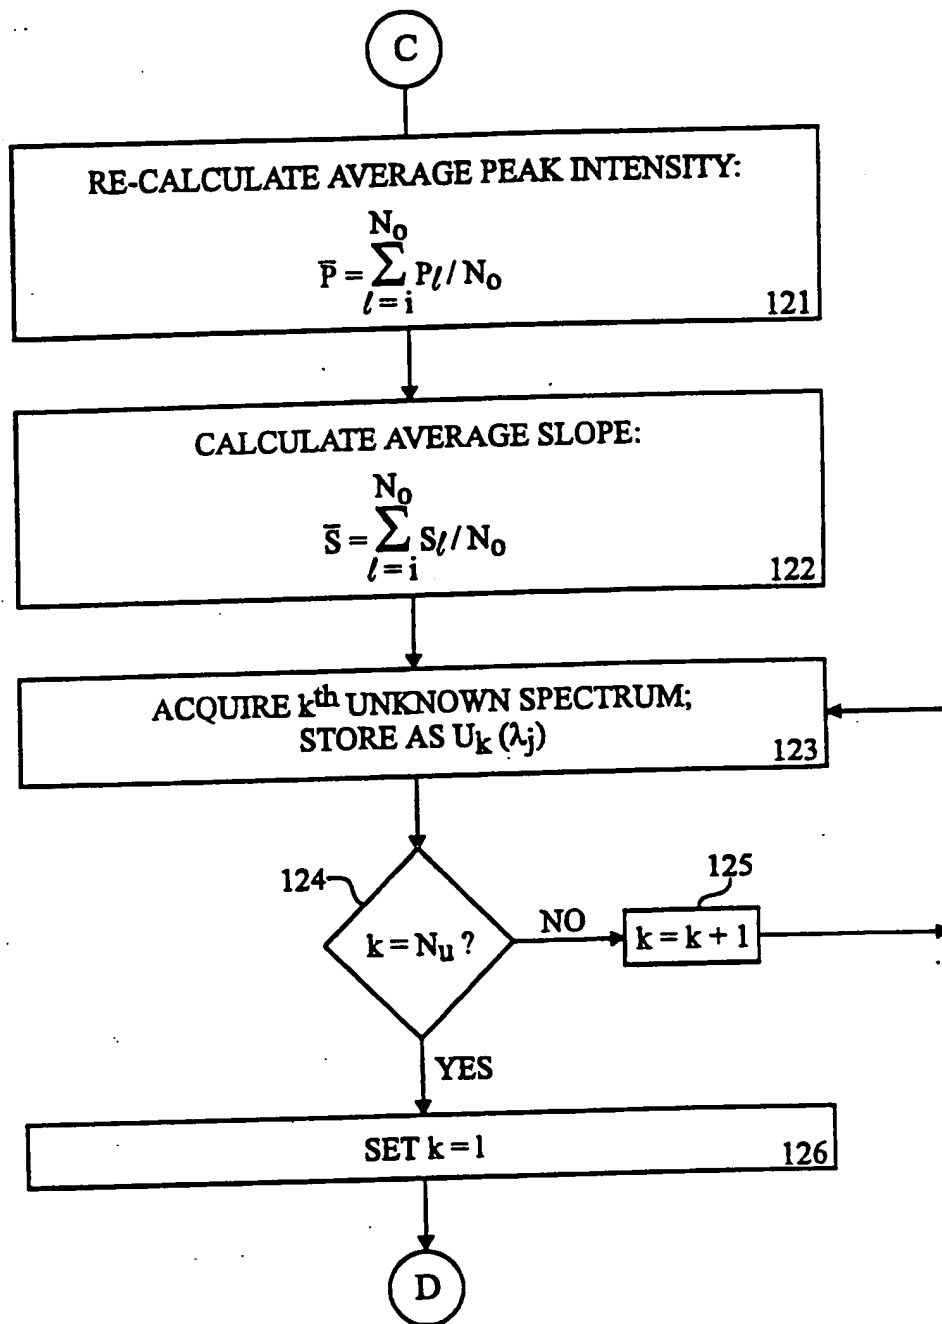 C
RE-CALCULATE AVERAGE PEAK INTENSITY:
N₀
P̄ = ∑ Pℓ / N₀
ℓ = i
121
CALCULATE AVERAGE SLOPE:
N₀
S̄ = ∑ Sℓ / N₀
ℓ = i
122
ACQUIRE kᵗʰ UNKNOWN SPECTRUM;
STORE AS Uₖ (λⱼ)
123
124
k = Nᵤ ?
NO
125
k = k + 1
YES
SET k = 1
126
D